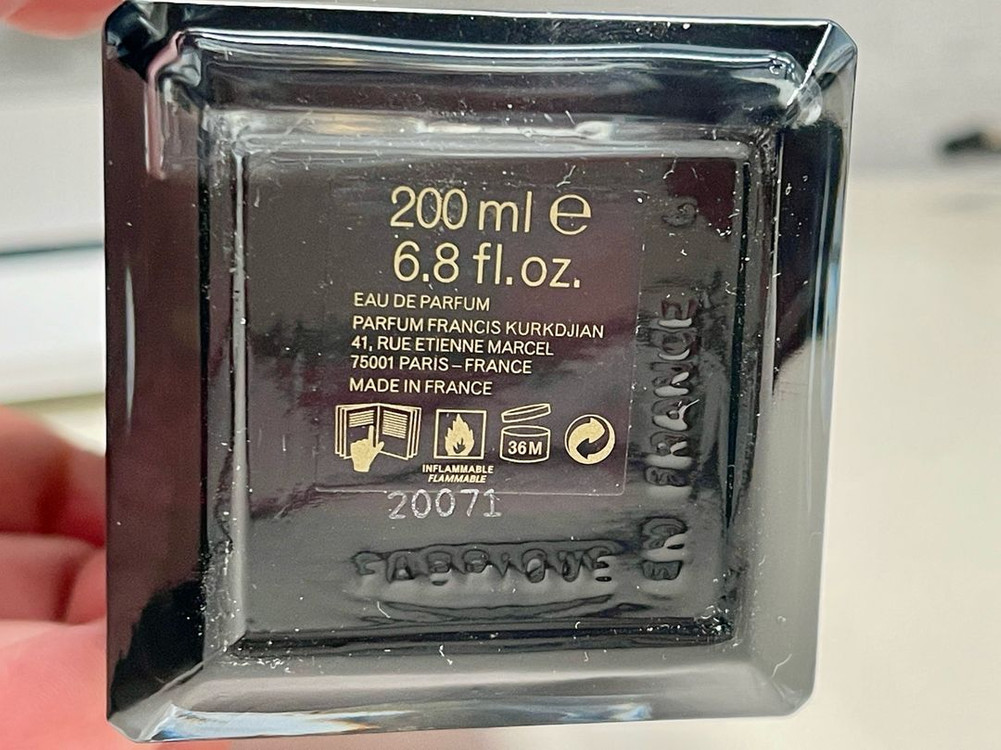 200 ml ℮
6.8 fl.oz.
EAU DE PARFUM
PARFUM FRANCIS KURKDJIAN
41, RUE ETIENNE MARCEL
75001 PARIS – FRANCE
MADE IN FRANCE
36M
INFLAMMABLE
FLAMMABLE
20071
FRANCE